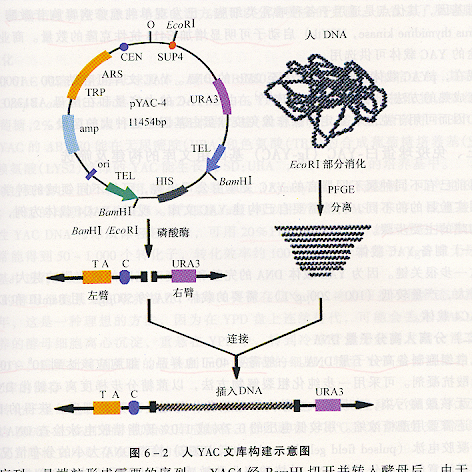 O EcoRI
CEN SUP4
ARS
TRP
URA3
pYAC-4
11454bp
amp
ori
TEL
TEL
HIS
BamHI
BamHI
BamHI /EcoRI
磷酸酶
人 DNA
EcoRI 部分消化
PFGE
分离
T A C URA3
左臂 右臂
连接
插入DNA
T A C URA3
图 6-2 人 YAC 文库构建示意图